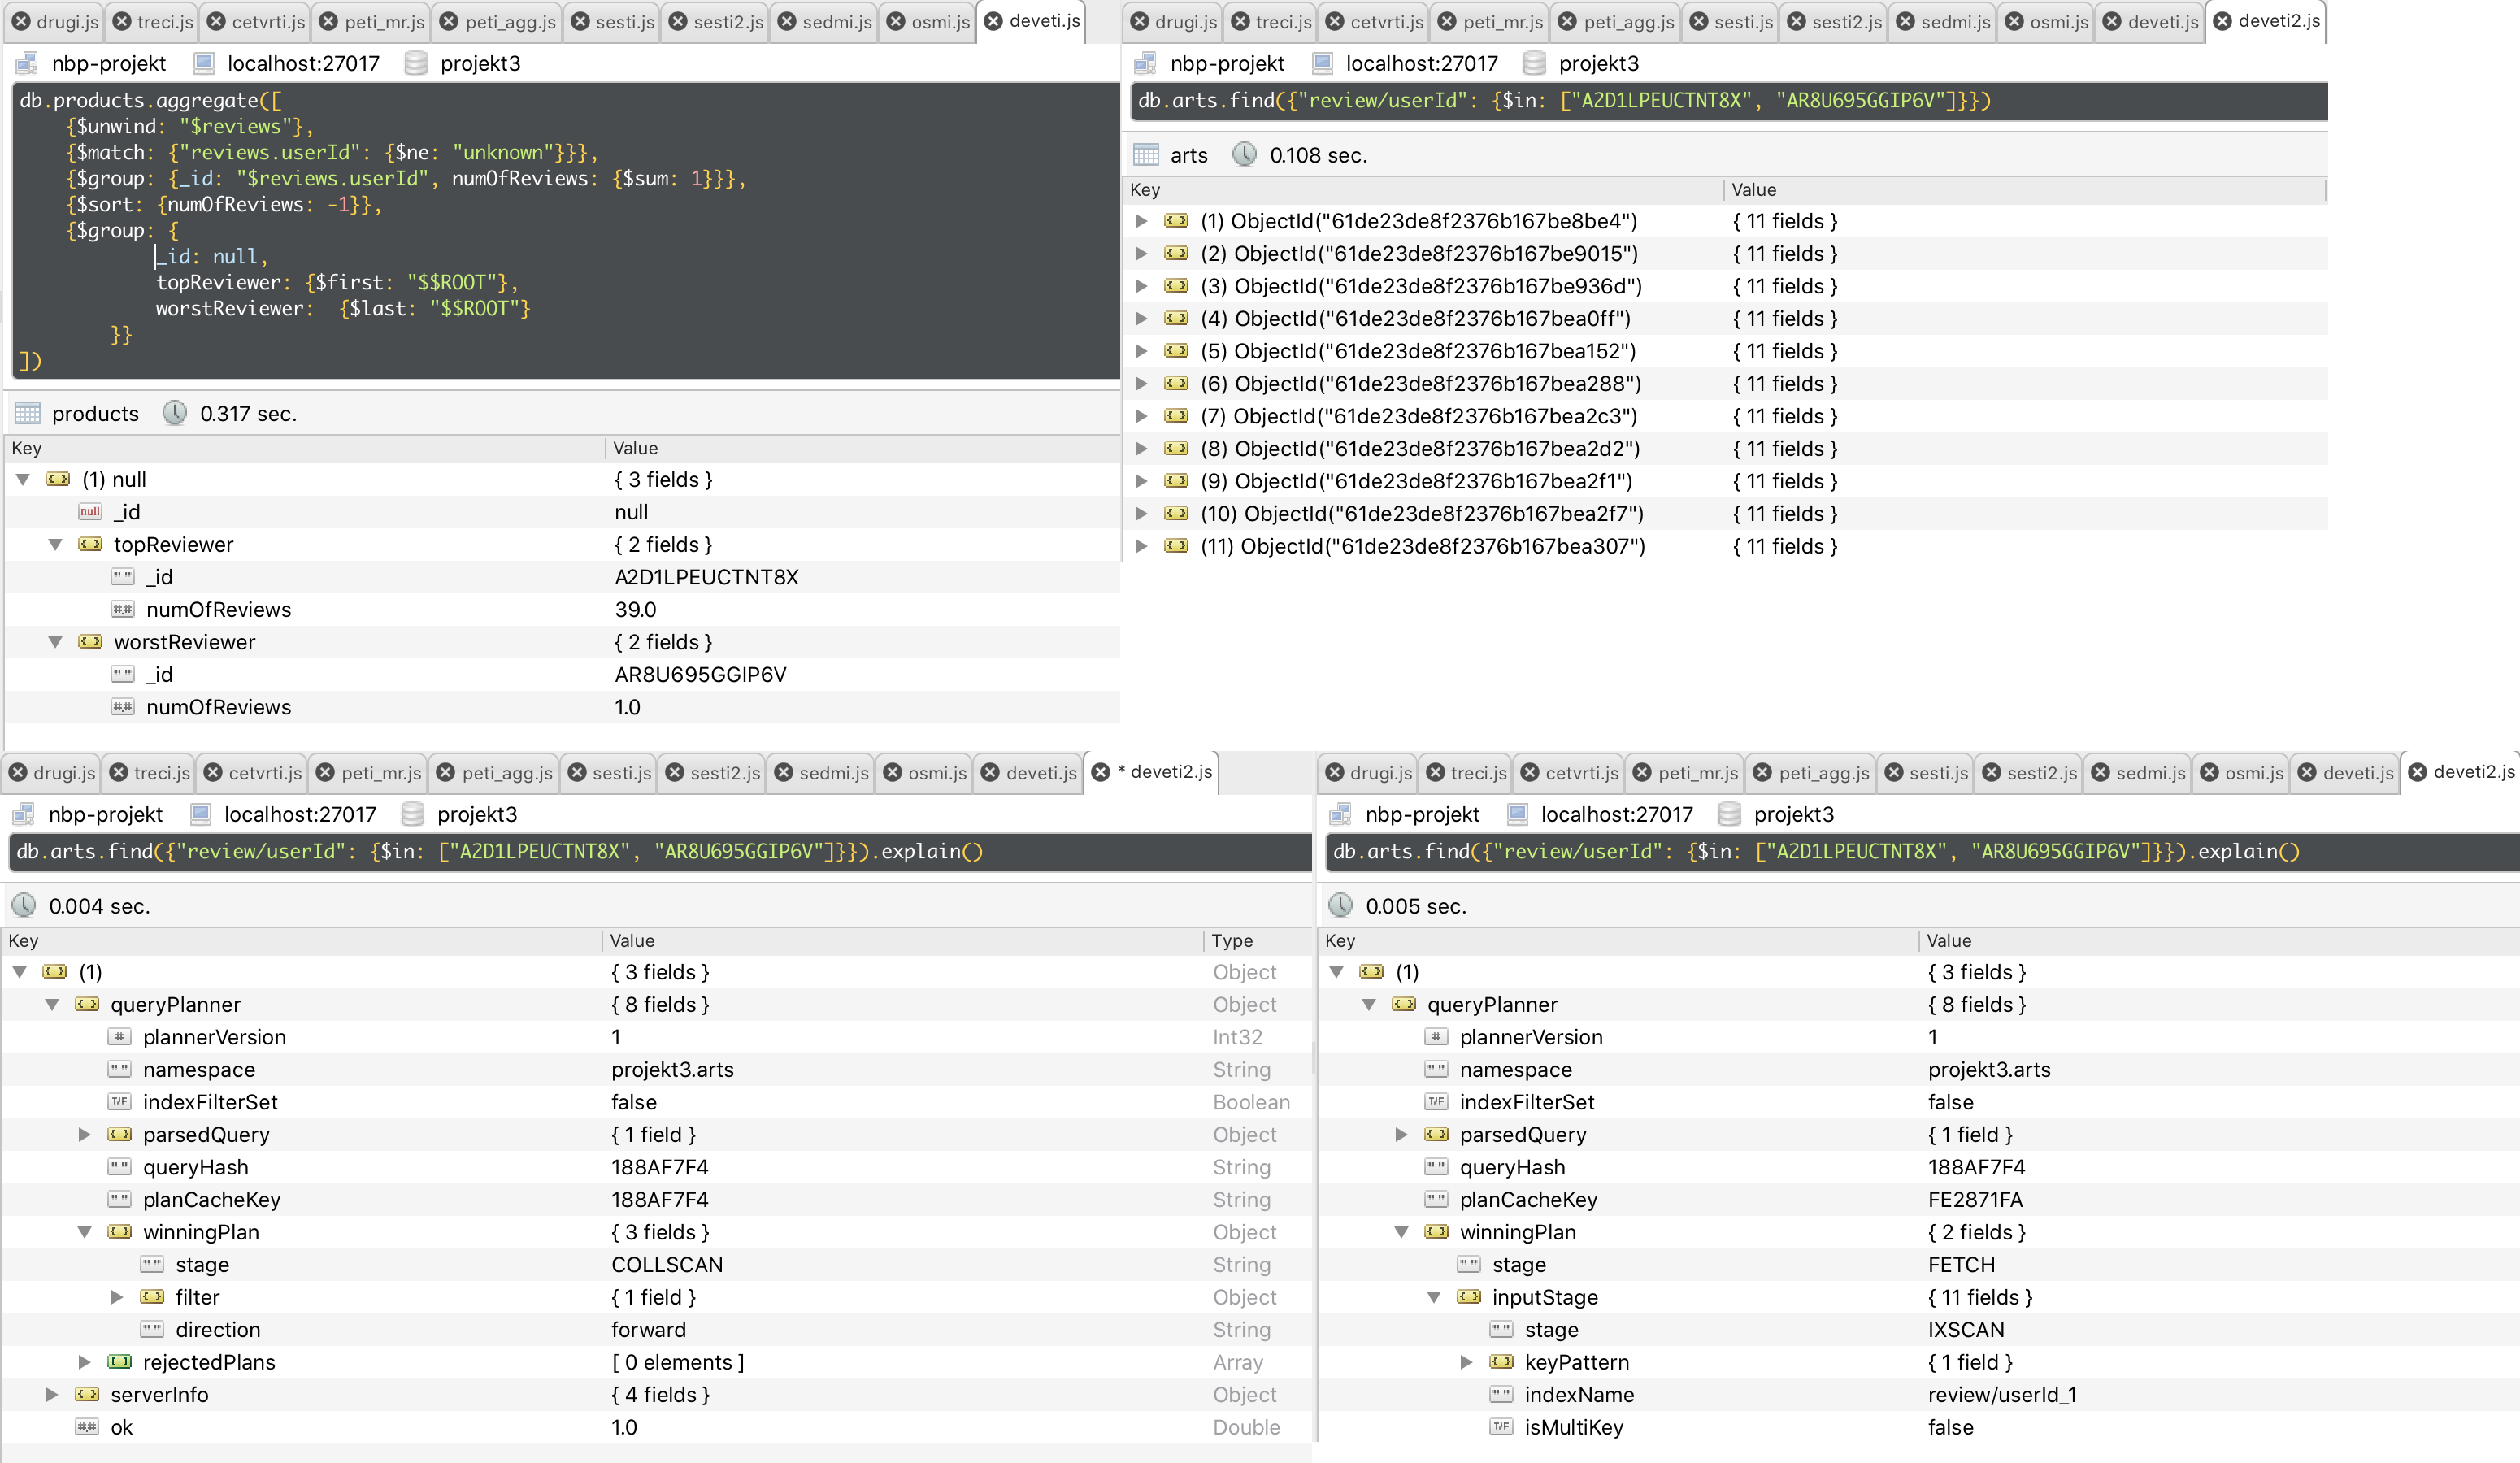 drugi.js treci.js cetvrti.js peti_mr.js peti_agg.js sesti.js sesti2.js sedmi.js osmi.js deveti.js
nbp-projekt localhost:27017 projekt3
db.products.aggregate([
{$unwind: "$reviews"},
{$match: {"reviews.userId": {$ne: "unknown"}}},
{$group: {_id: "$reviews.userId", numOfReviews: {$sum: 1}}},
{$sort: {numOfReviews: -1}},
{$group: {
_id: null,
topReviewer: {$first: "$$ROOT"},
worstReviewer:  {$last: "$$ROOT"}
}}
])
products 0.317 sec.
Key Value
(1) null { 3 fields }
null _id null
{ } topReviewer { 2 fields }
" " _id A2D1LPEUCTNT8X
#.# numOfReviews 39.0
{ } worstReviewer { 2 fields }
" " _id AR8U695GGIP6V
#.# numOfReviews 1.0
drugi.js treci.js cetvrti.js peti_mr.js peti_agg.js sesti.js sesti2.js sedmi.js osmi.js deveti.js deveti2.js
nbp-projekt localhost:27017 projekt3
db.arts.find({"review/userId": {$in: ["A2D1LPEUCTNT8X", "AR8U695GGIP6V"]}})
arts 0.108 sec.
Key Value
(1) ObjectId("61de23de8f2376b167be8be4") { 11 fields }
(2) ObjectId("61de23de8f2376b167be9015") { 11 fields }
(3) ObjectId("61de23de8f2376b167be936d") { 11 fields }
(4) ObjectId("61de23de8f2376b167bea0ff") { 11 fields }
(5) ObjectId("61de23de8f2376b167bea152") { 11 fields }
(6) ObjectId("61de23de8f2376b167bea288") { 11 fields }
(7) ObjectId("61de23de8f2376b167bea2c3") { 11 fields }
(8) ObjectId("61de23de8f2376b167bea2d2") { 11 fields }
(9) ObjectId("61de23de8f2376b167bea2f1") { 11 fields }
(10) ObjectId("61de23de8f2376b167bea2f7") { 11 fields }
(11) ObjectId("61de23de8f2376b167bea307") { 11 fields }
drugi.js treci.js cetvrti.js peti_mr.js peti_agg.js sesti.js sesti2.js sedmi.js osmi.js deveti.js * deveti2.js
nbp-projekt localhost:27017 projekt3
db.arts.find({"review/userId": {$in: ["A2D1LPEUCTNT8X", "AR8U695GGIP6V"]}}).explain()
0.004 sec.
Key Value Type
(1) { 3 fields } Object
queryPlanner { 8 fields } Object
# plannerVersion 1 Int32
" " namespace projekt3.arts String
T/F indexFilterSet false Boolean
parsedQuery { 1 field } Object
" " queryHash 188AF7F4 String
" " planCacheKey 188AF7F4 String
winningPlan { 3 fields } Object
" " stage COLLSCAN String
filter { 1 field } Object
" " direction forward String
rejectedPlans [ 0 elements ] Array
serverInfo { 4 fields } Object
#.# ok 1.0 Double
drugi.js treci.js cetvrti.js peti_mr.js peti_agg.js sesti.js sesti2.js sedmi.js osmi.js deveti.js deveti2.js
nbp-projekt localhost:27017 projekt3
db.arts.find({"review/userId": {$in: ["A2D1LPEUCTNT8X", "AR8U695GGIP6V"]}}).explain()
0.005 sec.
Key Value
(1) { 3 fields }
queryPlanner { 8 fields }
# plannerVersion 1
" " namespace projekt3.arts
T/F indexFilterSet false
parsedQuery { 1 field }
" " queryHash 188AF7F4
" " planCacheKey FE2871FA
winningPlan { 2 fields }
" " stage FETCH
inputStage { 11 fields }
" " stage IXSCAN
keyPattern { 1 field }
" " indexName review/userId_1
T/F isMultiKey false